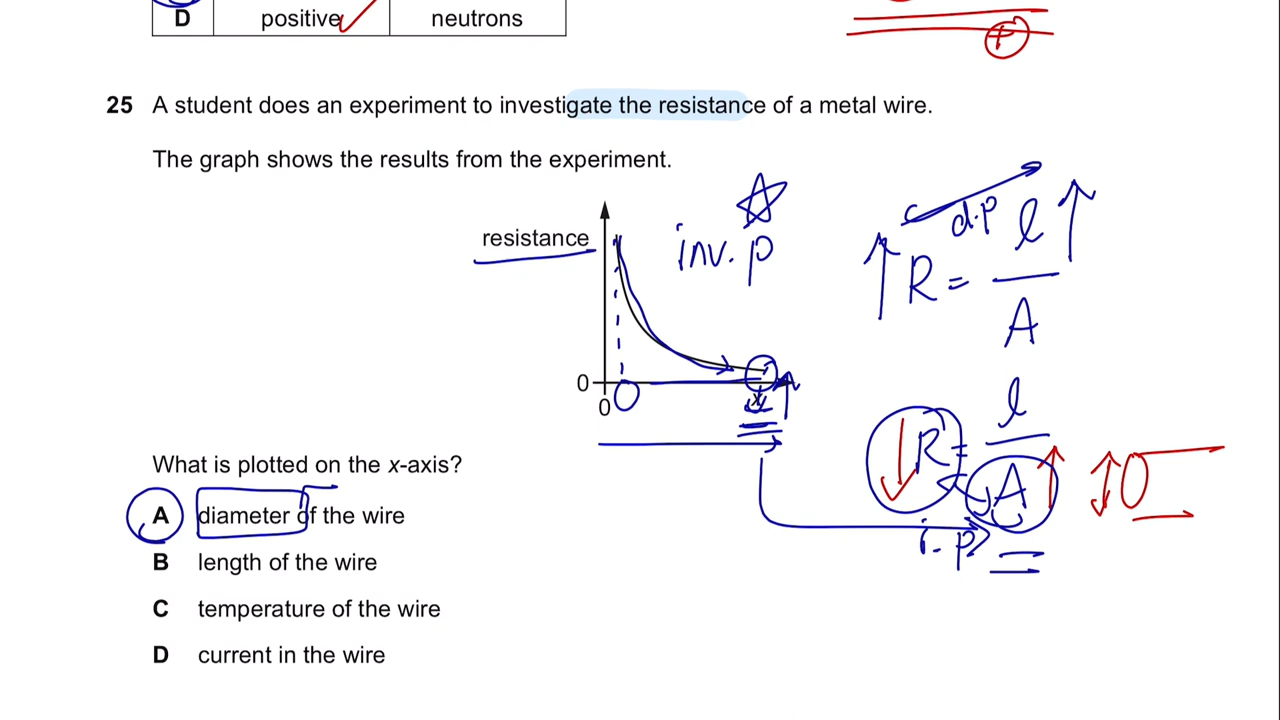 D positive neutrons
25 A student does an experiment to investigate the resistance of a metal wire.
The graph shows the results from the experiment.
resistance
inv. p
d.p
R = l
A
0
0
x
R = l
A
i.p
What is plotted on the x-axis?
A diameter of the wire
B length of the wire
C temperature of the wire
D current in the wire